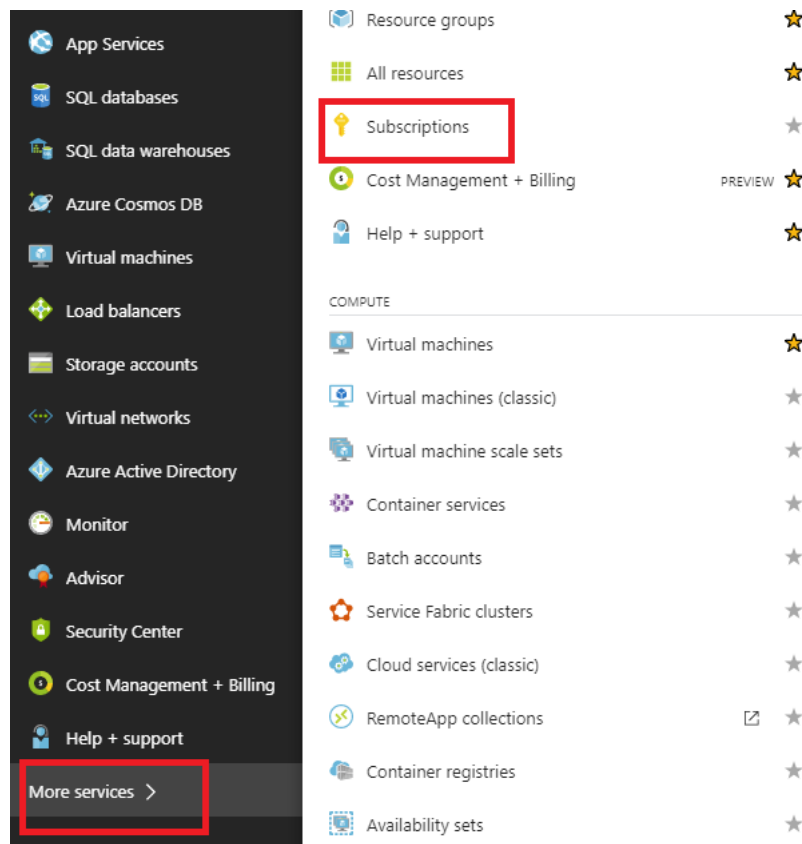 App Services
SQL databases
SQL data warehouses
Azure Cosmos DB
Virtual machines
Load balancers
Storage accounts
Virtual networks
Azure Active Directory
Monitor
Advisor
Security Center
Cost Management + Billing
Help + support
More services
Resource groups
All resources
Subscriptions
Cost Management + Billing PREVIEW
Help + support
COMPUTE
Virtual machines
Virtual machines (classic)
Virtual machine scale sets
Container services
Batch accounts
Service Fabric clusters
Cloud services (classic)
RemoteApp collections
Container registries
Availability sets